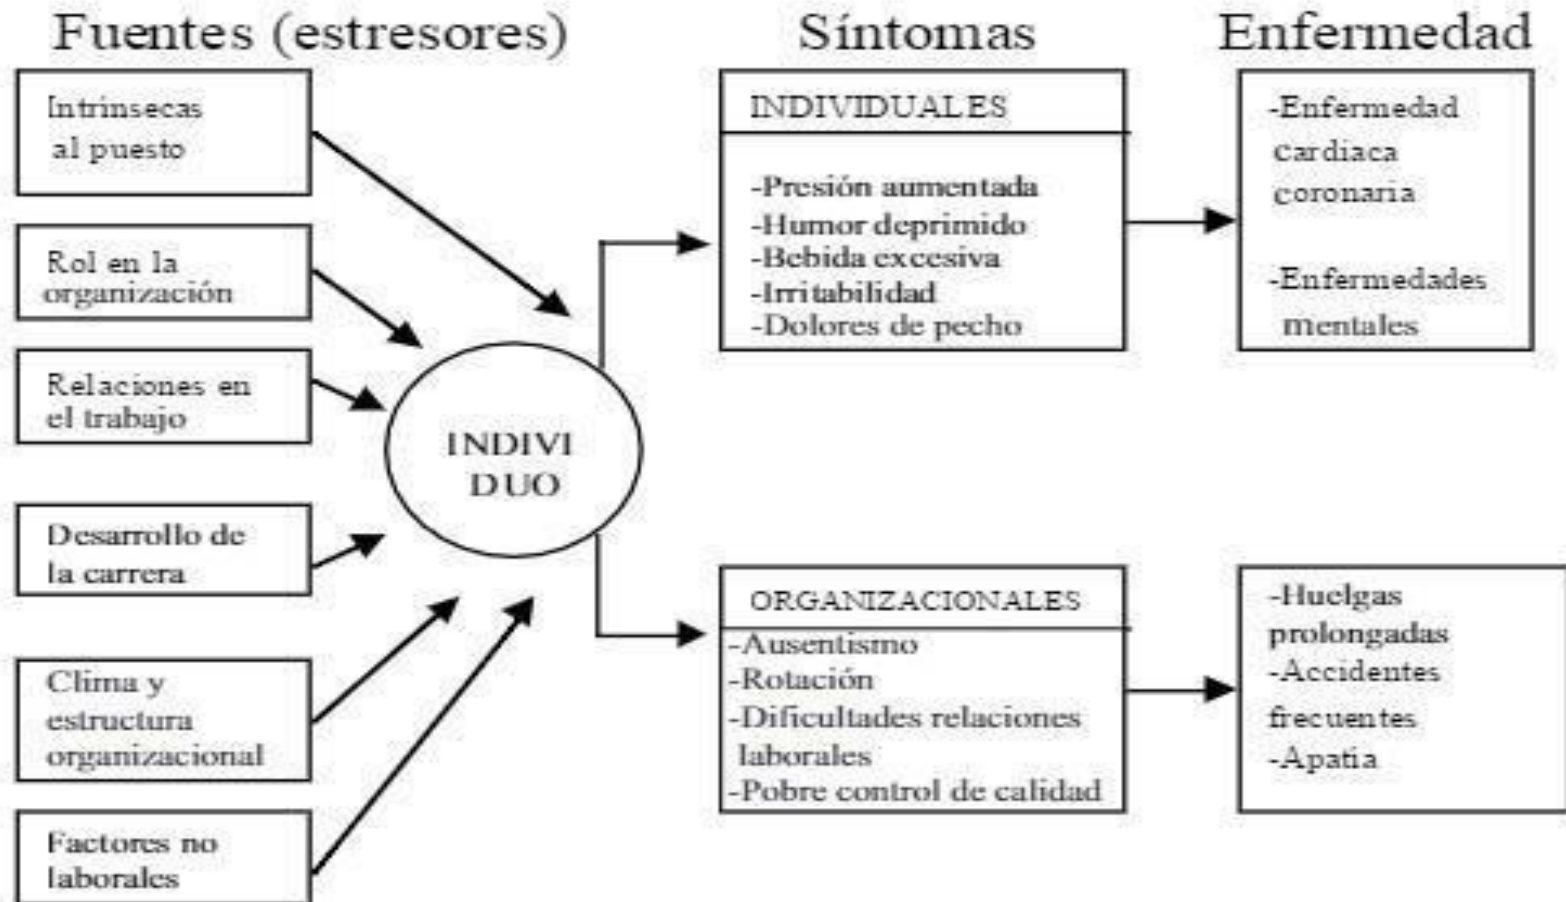 Fuentes (estresores)
Síntomas
Enfermedad
Intrinsecas
al puesto
Rol en la
organización
Relaciones en
el trabajo
Desarrollo de
la carrera
Clima y
estructura
organizacional
Factores no
laborales
INDIVI
DUO
INDIVIDUALES
-Presión aumentada
-Humor deprimido
-Bebida excesiva
-Irritabilidad
-Dolores de pecho
-Enfermedad
cardiaca
coronaria
-Enfermedades
mentales
ORGANIZACIONALES
-Ausentismo
-Rotación
-Dificultades relaciones
laborales
-Pobre control de calidad
-Huelgas
prolongadas
-Accidentes
frecuentes
-Apatia